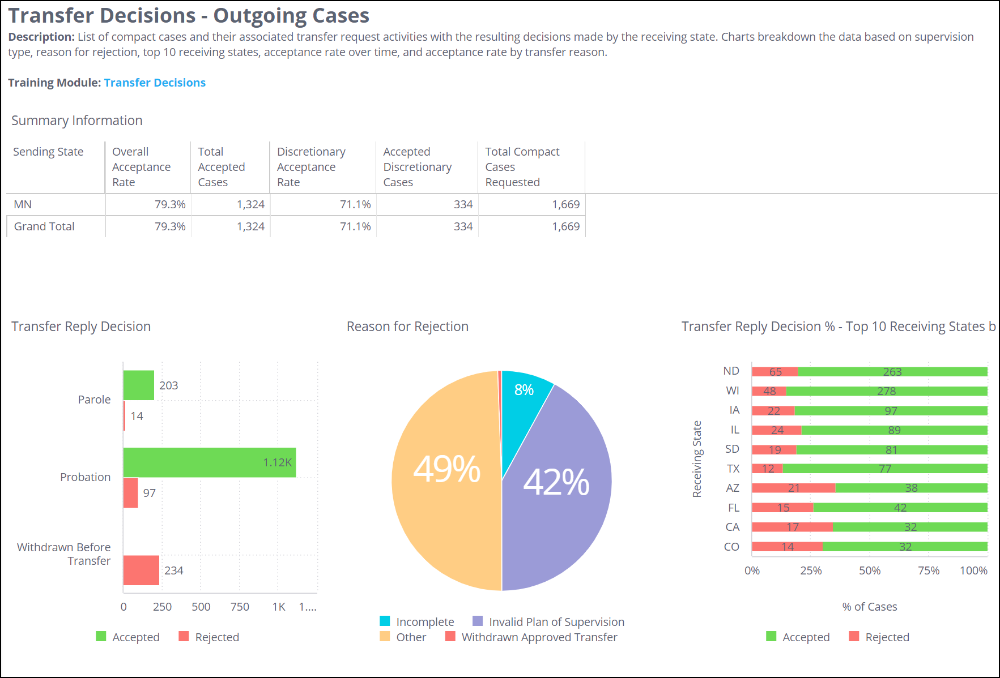 Transfer Decisions - Outgoing Cases
Description: List of compact cases and their associated transfer request activities with the resulting decisions made by the receiving state. Charts breakdown the data based on supervision
type, reason for rejection, top 10 receiving states, acceptance rate over time, and acceptance rate by transfer reason.
Training Module: Transfer Decisions
Summary Information
Sending State
Overall
Acceptance
Rate
Total
Accepted
Cases
Discretionary
Acceptance
Rate
Accepted
Discretionary
Cases
Total Compact
Cases
Requested
MN 79.3% 1,324 71.1% 334 1,669
Grand Total 79.3% 1,324 71.1% 334 1,669
Transfer Reply Decision
Parole
203
14
Probation
1.12K
97
Withdrawn Before
Transfer
234
0 250 500 750 1K 1....
Accepted Rejected
Reason for Rejection
8%
49%
42%
Incomplete Invalid Plan of Supervision
Other Withdrawn Approved Transfer
Transfer Reply Decision % - Top 10 Receiving States b
Receiving State
ND 65 263
WI 48 278
IA 22 97
IL 24 89
SD 19 81
TX 12 77
AZ 21 38
FL 15 42
CA 17 32
CO 14 32
0% 25% 50% 75% 100%
% of Cases
Accepted Rejected